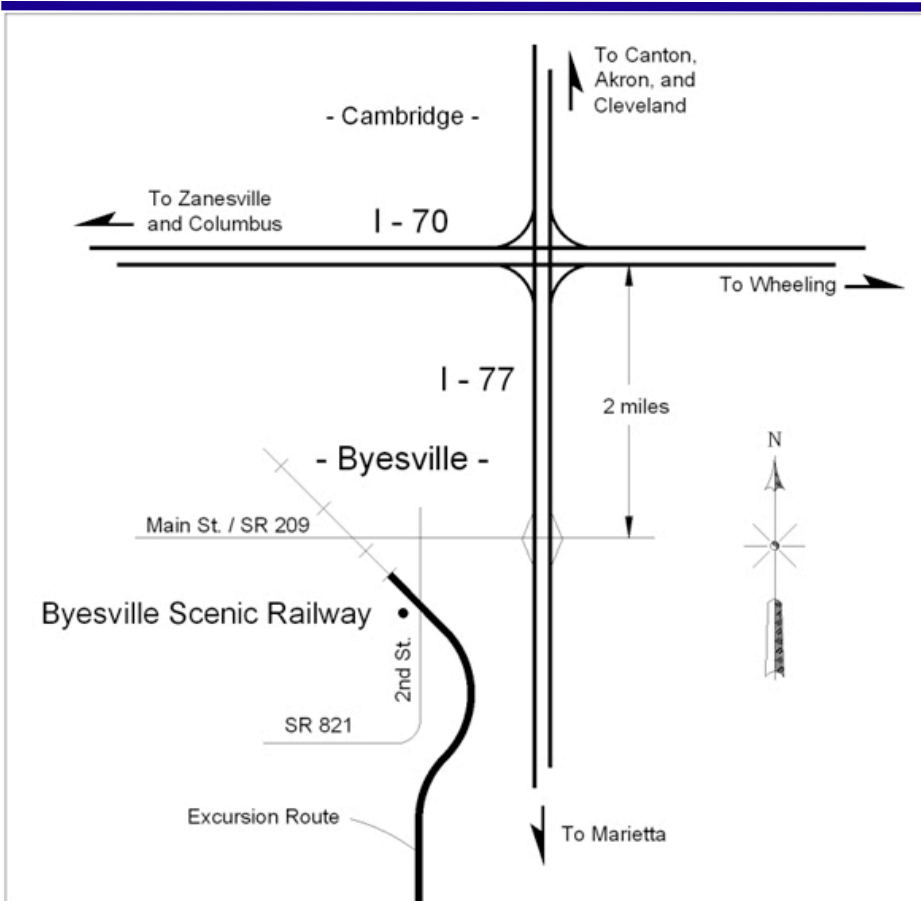 To Canton,
Akron, and
Cleveland
- Cambridge -
To Zanesville
and Columbus
I - 70
To Wheeling
I - 77
2 miles
N
- Byesville -
Main St. / SR 209
Byesville Scenic Railway
2nd St.
SR 821
Excursion Route
To Marietta